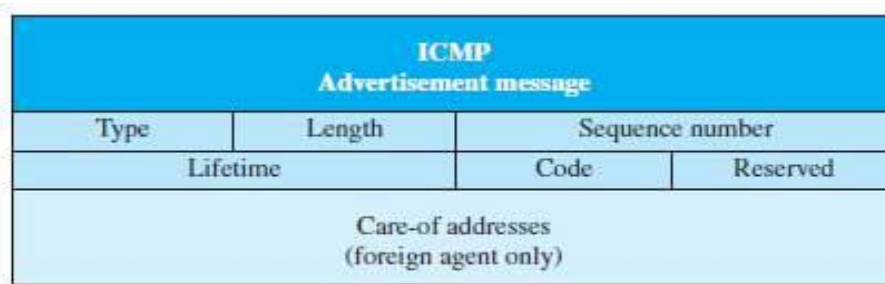 ICMP
Advertisement message
Type Length Sequence number
Lifetime Code Reserved
Care-of addresses
(foreign agent only)